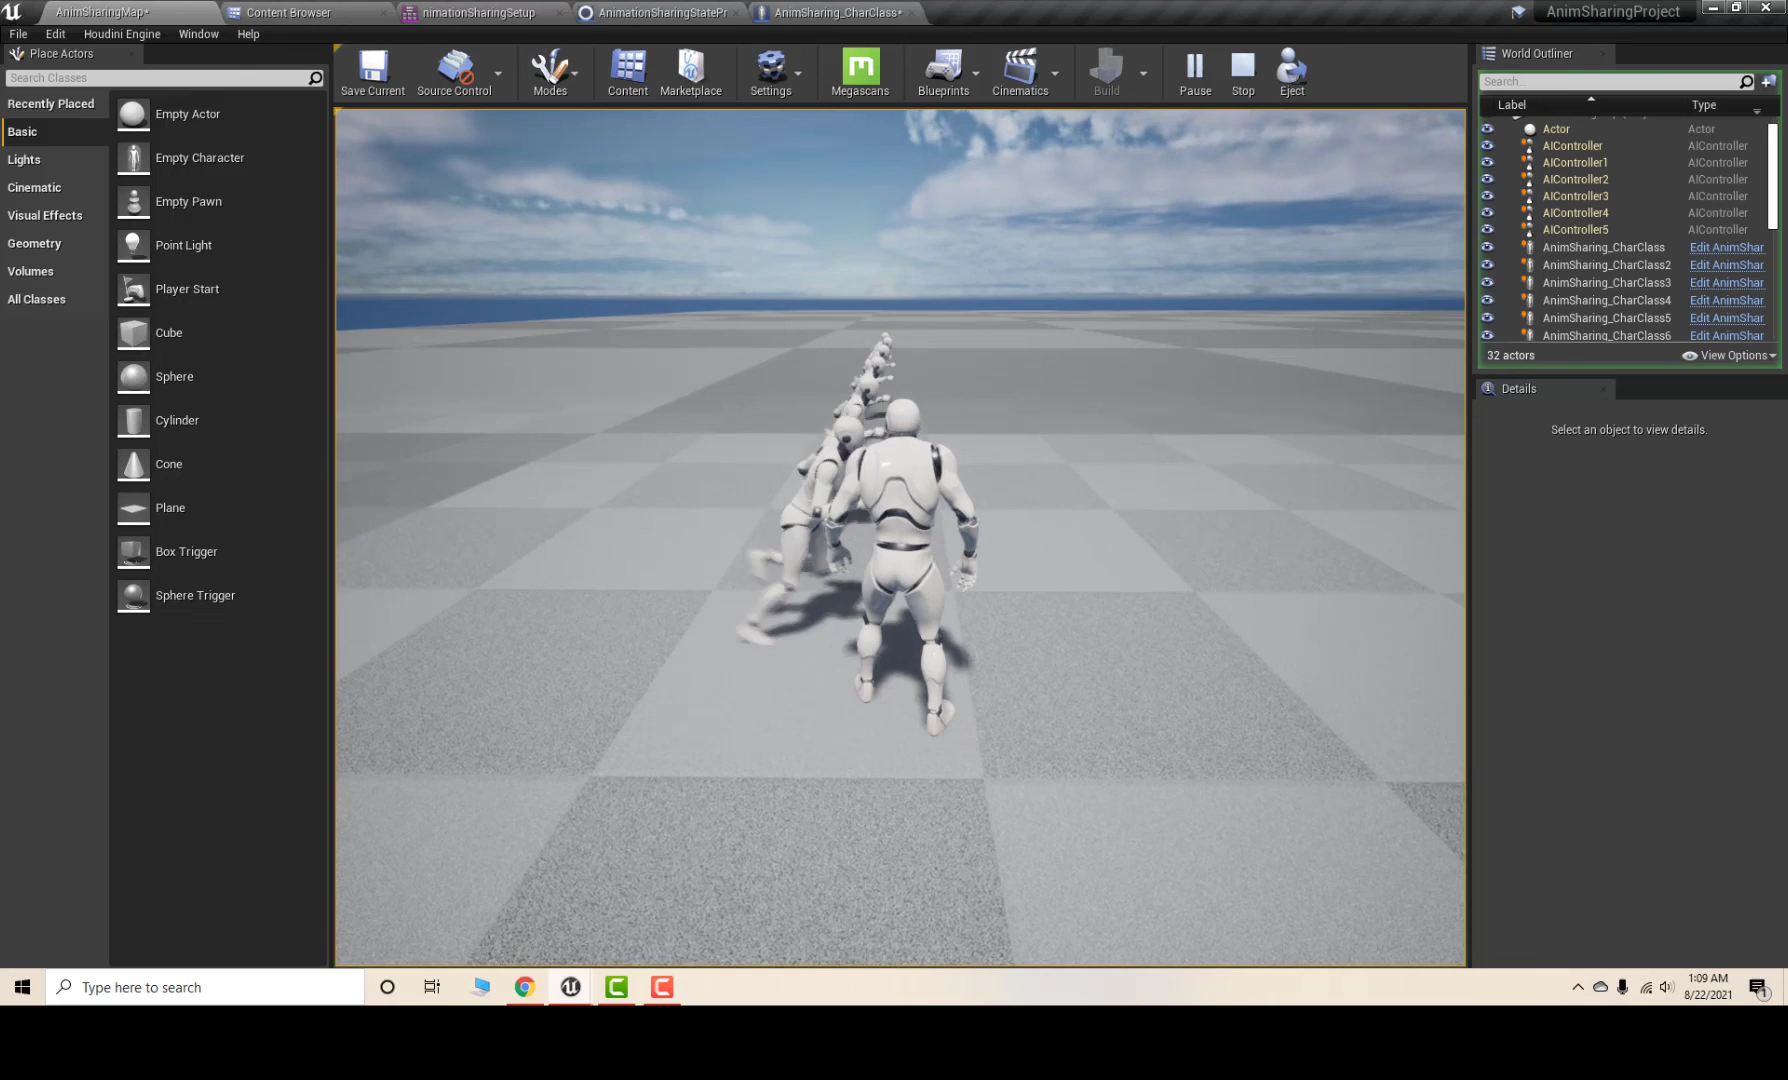 AnimSharingMap*
Content Browser
nimationSharingSetup
AnimationSharingStatePr
AnimSharing_CharClass*
AnimSharingProject
File
Edit
Houdini Engine
Window
Help
Place Actors
Search Classes
Recently Placed
Basic
Lights
Cinematic
Visual Effects
Geometry
Volumes
All Classes
Empty Actor
Empty Character
Empty Pawn
Point Light
Player Start
Cube
Sphere
Cylinder
Cone
Plane
Box Trigger
Sphere Trigger
Save Current
Source Control
Modes
Content
Marketplace
Settings
Megascans
Blueprints
Cinematics
Build
Pause
Stop
Eject
World Outliner
Search...
Label Type
Actor Actor
AIController AIController
AIController1 AIController
AIController2 AIController
AIController3 AIController
AIController4 AIController
AIController5 AIController
AnimSharing_CharClass Edit AnimShar
AnimSharing_CharClass2 Edit AnimShar
AnimSharing_CharClass3 Edit AnimShar
AnimSharing_CharClass4 Edit AnimShar
AnimSharing_CharClass5 Edit AnimShar
AnimSharing_CharClass6 Edit AnimShar
32 actors
View Options
Details
Select an object to view details.
Type here to search
1:09 AM
8/22/2021
1